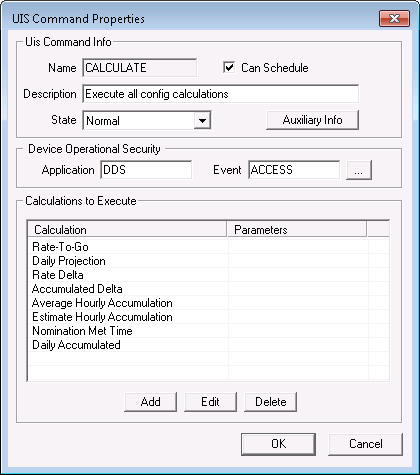 UIS Command Properties
Uis Command Info
Name CALCULATE Can Schedule
Description Execute all config calculations
State Normal Auxiliary Info
Device Operational Security
Application DDS Event ACCESS ...
Calculations to Execute
Calculation Parameters
Rate-To-Go
Daily Projection
Rate Delta
Accumulated Delta
Average Hourly Accumulation
Estimate Hourly Accumulation
Nomination Met Time
Daily Accumulated
Add Edit Delete
OK Cancel